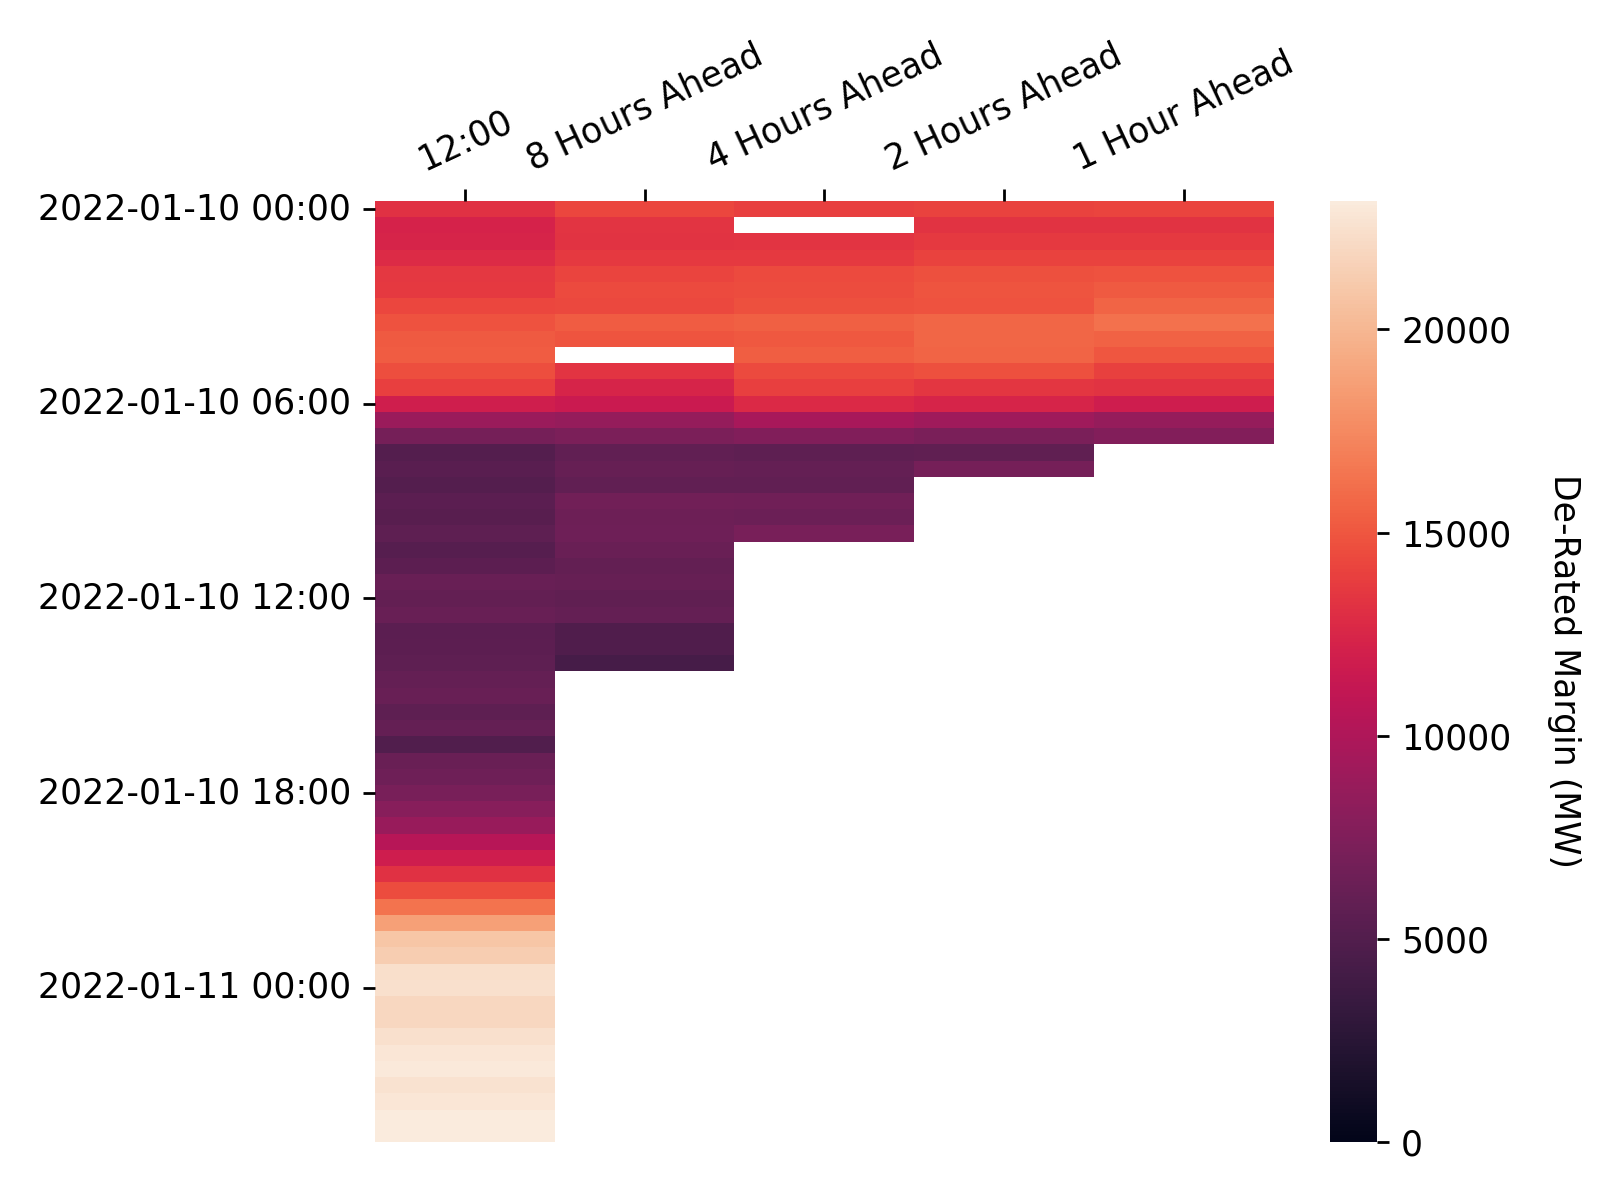 12:00
8 Hours Ahead
4 Hours Ahead
2 Hours Ahead
1 Hour Ahead
2022-01-10 00:00
2022-01-10 06:00
2022-01-10 12:00
2022-01-10 18:00
2022-01-11 00:00
20000
15000
10000
5000
0
De-Rated Margin (MW)